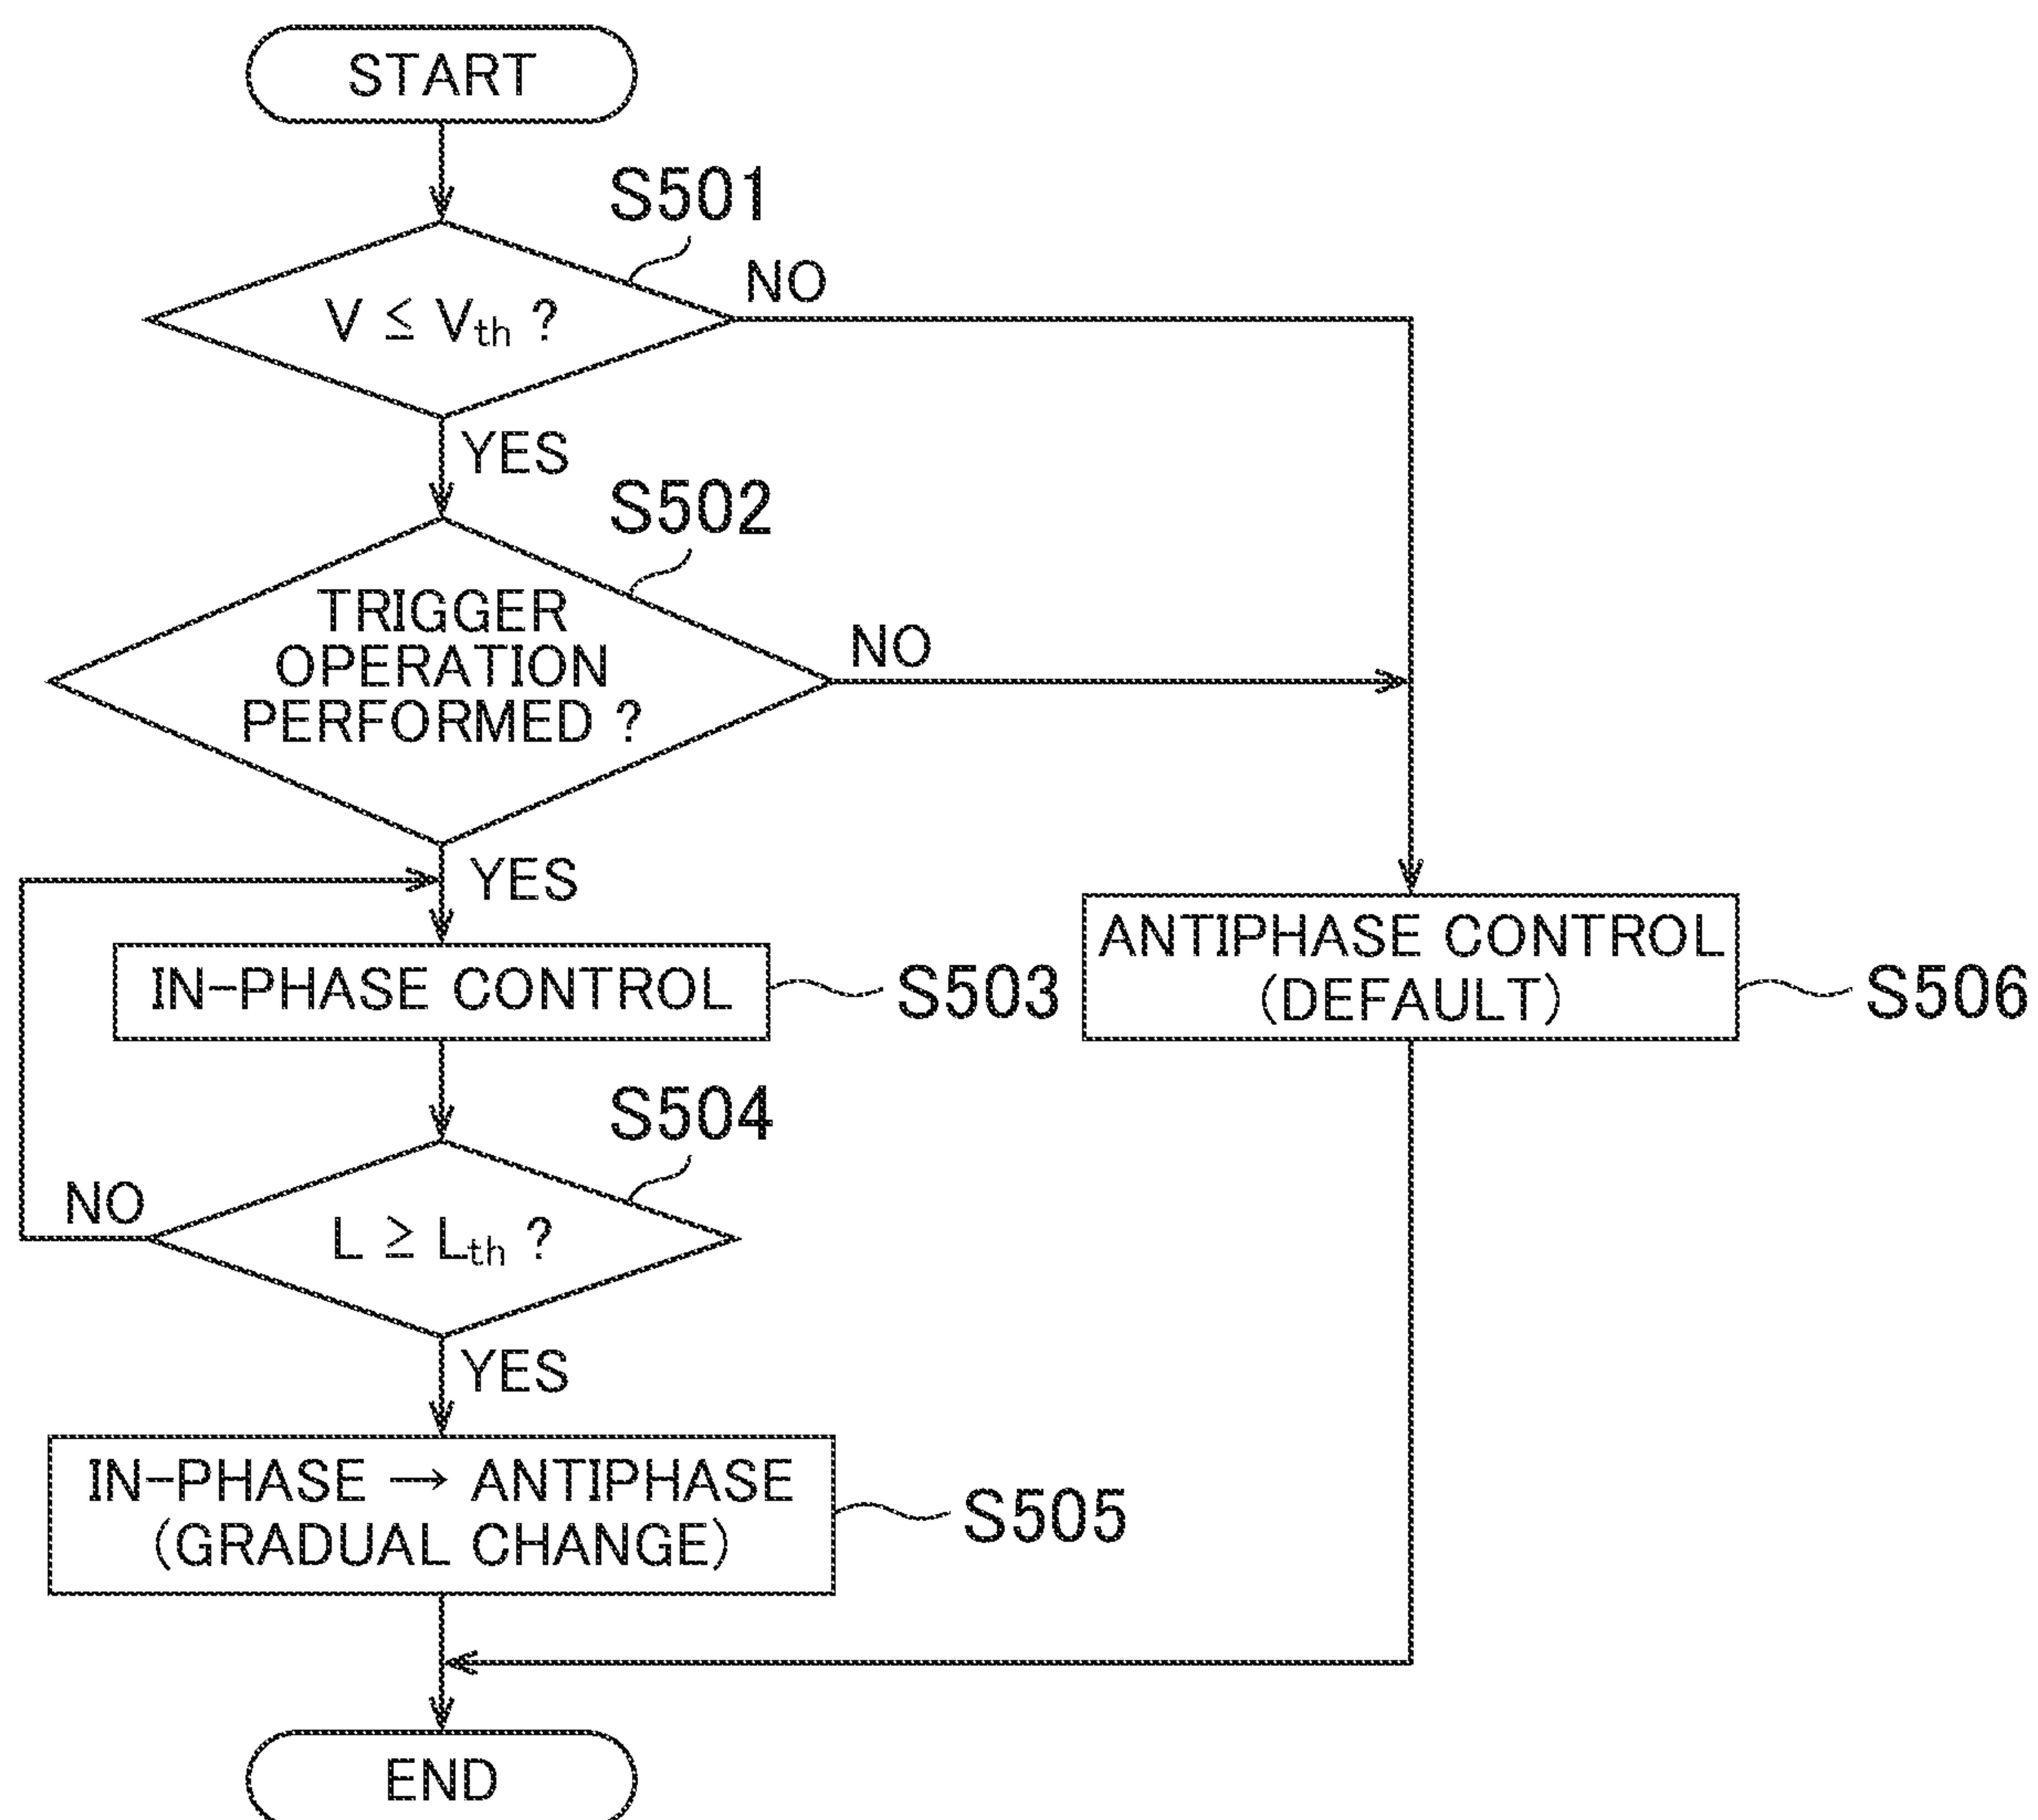 START
S501
V ≤ Vth ?
NO
YES
S502
TRIGGER
OPERATION
PERFORMED ?
NO
YES
IN-PHASE CONTROL
S503
ANTIPHASE CONTROL
(DEFAULT)
S506
S504
L ≥ Lth ?
NO
YES
IN-PHASE → ANTIPHASE
(GRADUAL CHANGE)
S505
END